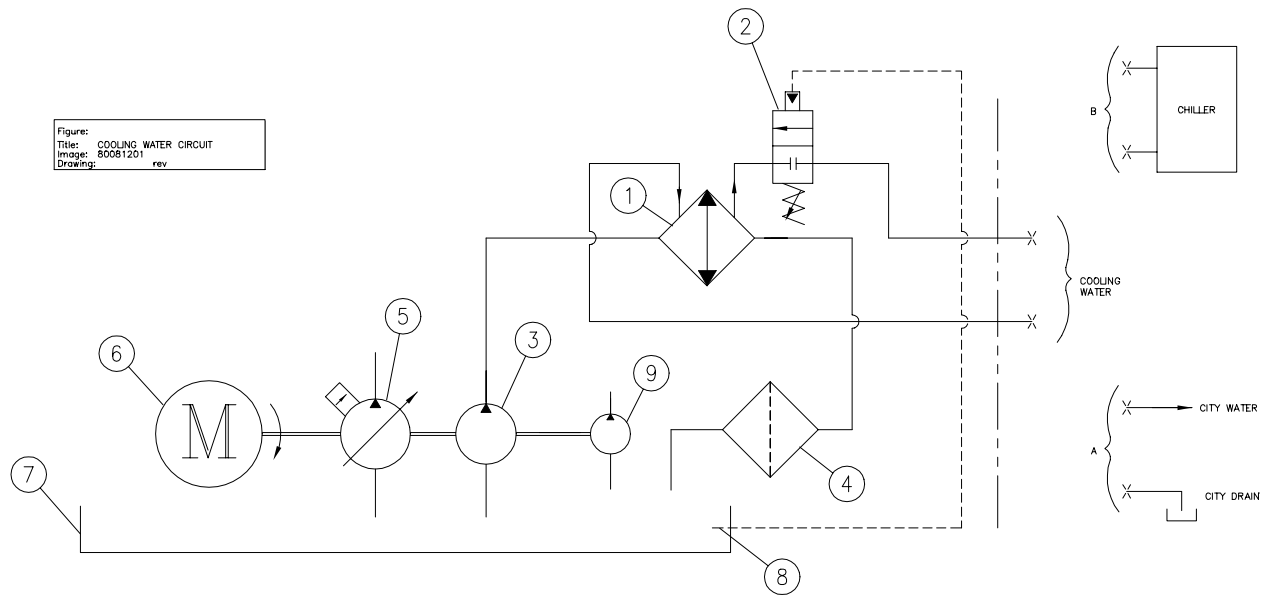 2
B
CHILLER
Figure:
Title: COOLING WATER CIRCUIT
Image: 80081201
Drawing: rev
1
COOLING
WATER
5
3
6
9
M
CITY WATER
A
7
4
CITY DRAIN
8